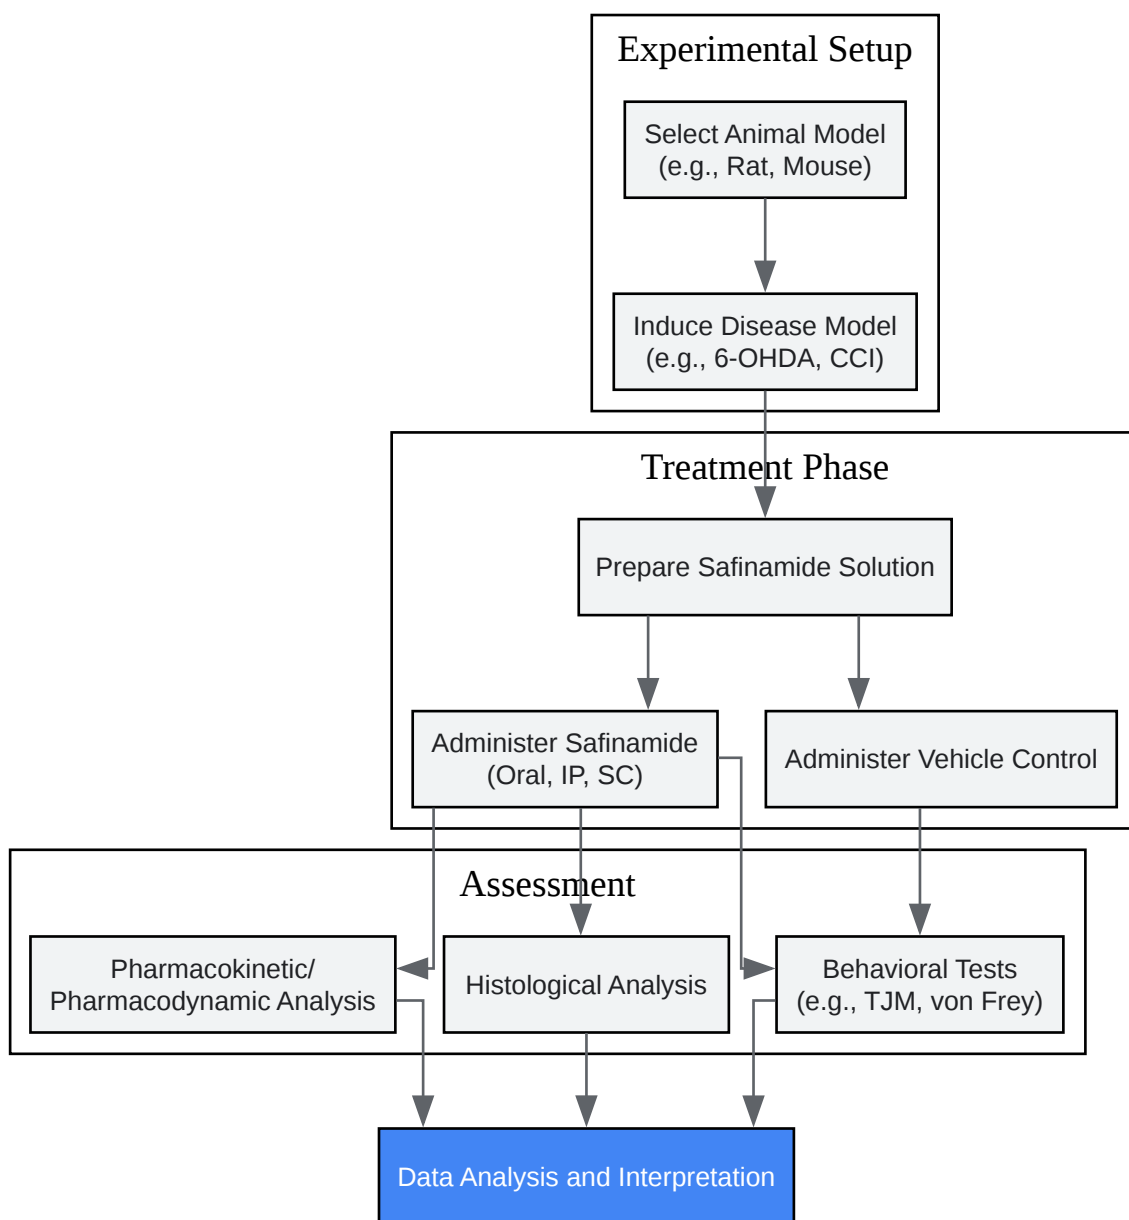 Experimental Setup
Select Animal Model
(e.g., Rat, Mouse)
Induce Disease Model
(e.g., 6-OHDA, CCI)
Treatment Phase
Prepare Safinamide Solution
Administer Safinamide
(Oral, IP, SC)
Administer Vehicle Control
Assessment
Pharmacokinetic/
Pharmacodynamic Analysis
Histological Analysis
Behavioral Tests
(e.g., TJM, von Frey)
Data Analysis and Interpretation